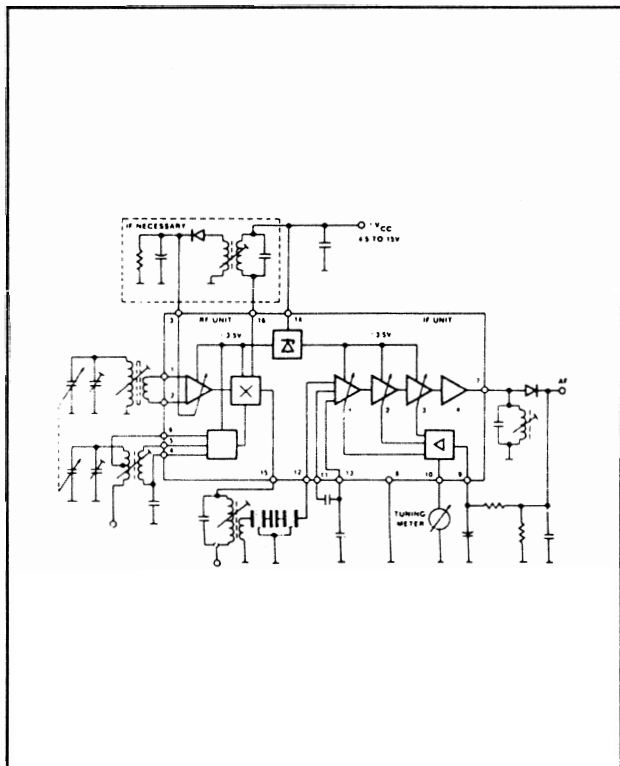 IF NECESSARY
VCC
4.5 TO 15V
3
RF UNIT
16
14
IF UNIT
3.5V
3.5V
1
2
7
AF
1
2
3
4
6
5
4
15
12
11
13
8
10
9
TUNING
METER